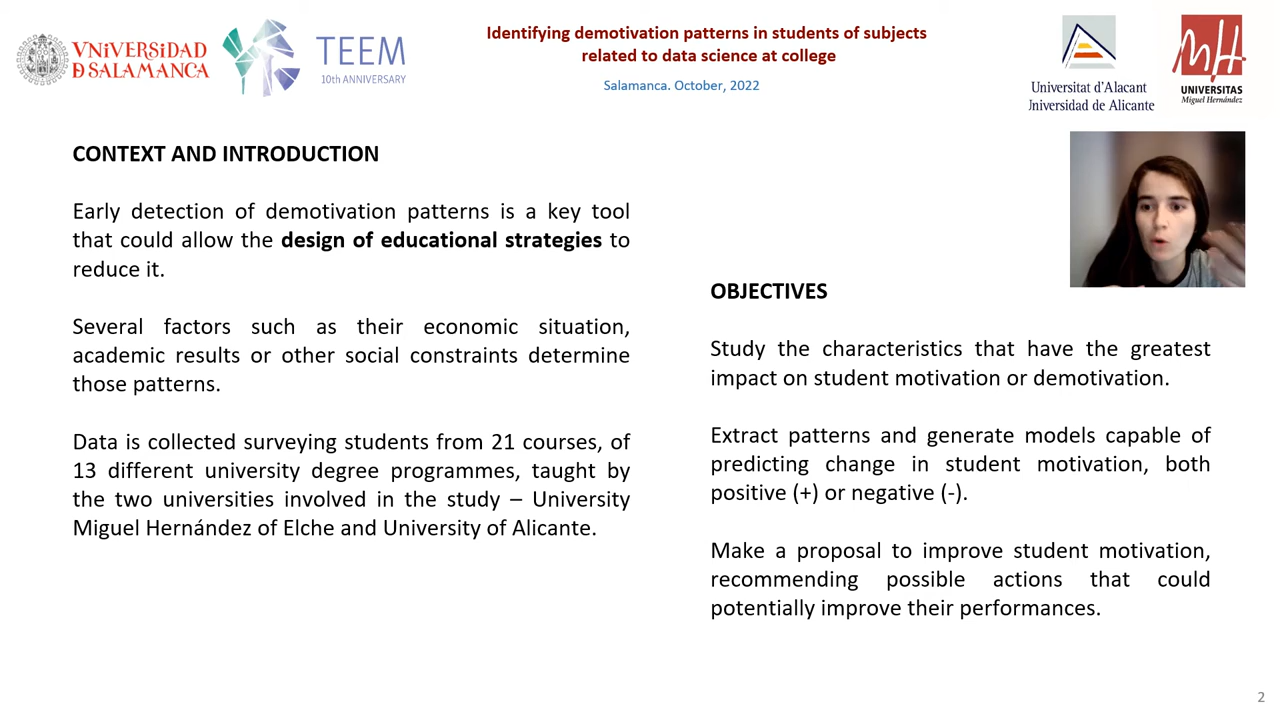 VNiVERSiDAD
D SALAMANCA
TEEM
10th ANNIVERSARY
Identifying demotivation patterns in students of subjects
related to data science at college
Salamanca. October, 2022
Universitat d'Alacant
Universidad de Alicante
UNIVERSITAS
Miguel Hernández
CONTEXT AND INTRODUCTION
Early detection of demotivation patterns is a key tool
that could allow the design of educational strategies to
reduce it.
Several factors such as their economic situation,
academic results or other social constraints determine
those patterns.
Data is collected surveying students from 21 courses, of
13 different university degree programmes, taught by
the two universities involved in the study – University
Miguel Hernández of Elche and University of Alicante.
OBJECTIVES
Study the characteristics that have the greatest
impact on student motivation or demotivation.
Extract patterns and generate models capable of
predicting change in student motivation, both
positive (+) or negative (-).
Make a proposal to improve student motivation,
recommending possible actions that could
potentially improve their performances.
2